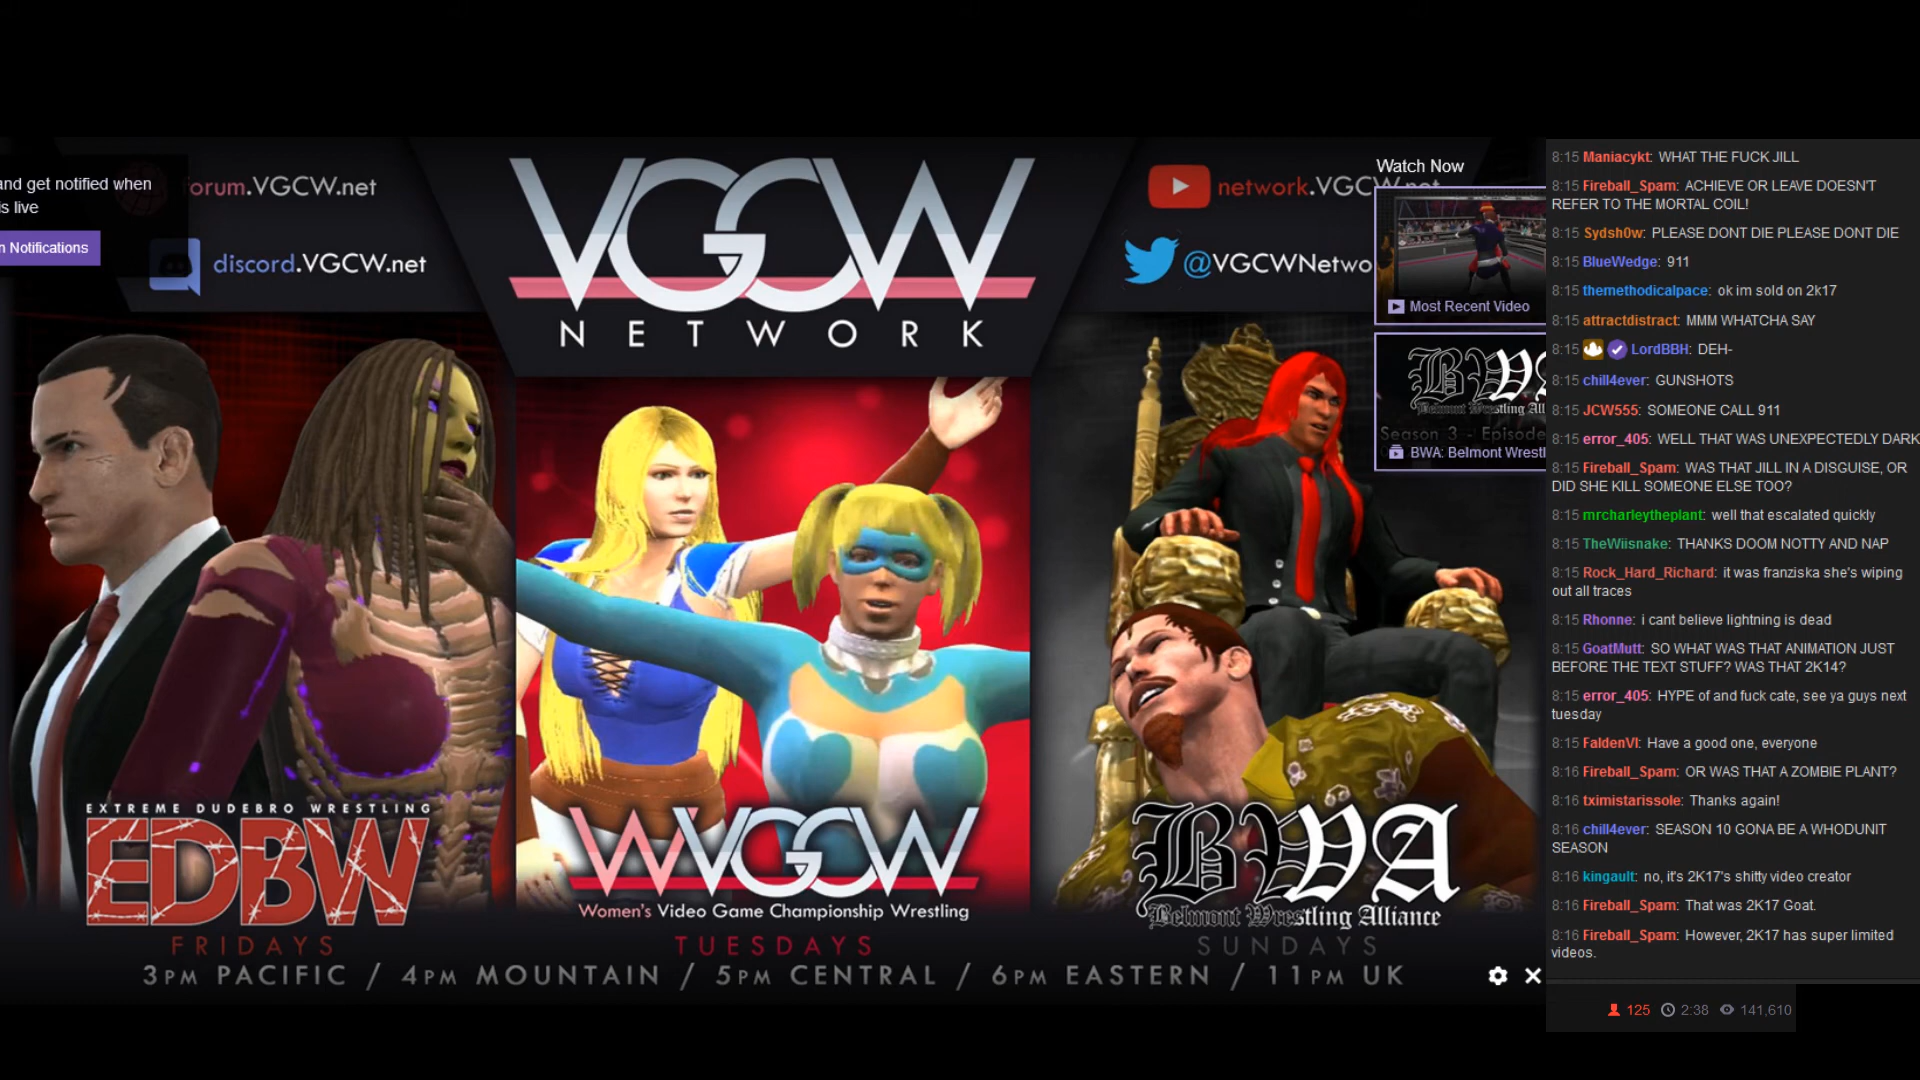 and get notified when
is live
n Notifications
forum.VGCW.net
discord.VGCW.net
VGCW
NETWORK
network.VGCW.net
@VGCWNetwo
Watch Now
Most Recent Video
BWA
Belmont Wrestling All
Season 3 - Episode
BWA: Belmont Wrestl
EXTREME DUDEBRO WRESTLING
EDBW
FRIDAYS
WVGCW
Women's Video Game Championship Wrestling
TUESDAYS
BWA
Belmont Wrestling Alliance
SUNDAYS
3PM PACIFIC / 4PM MOUNTAIN / 5PM CENTRAL / 6PM EASTERN / 11PM UK
8:15 Maniacykt: WHAT THE FUCK JILL
8:15 Fireball_Spam: ACHIEVE OR LEAVE DOESN'T
REFER TO THE MORTAL COIL!
8:15 Sydsh0w: PLEASE DONT DIE PLEASE DONT DIE
8:15 BlueWedge: 911
8:15 themethodicalpace: ok im sold on 2k17
8:15 attractdistract: MMM WHATCHA SAY
8:15 LordBBH: DEH-
8:15 chill4ever: GUNSHOTS
8:15 JCW555: SOMEONE CALL 911
8:15 error_405: WELL THAT WAS UNEXPECTEDLY DARK
8:15 Fireball_Spam: WAS THAT JILL IN A DISGUISE, OR
DID SHE KILL SOMEONE ELSE TOO?
8:15 mrcharleytheplant: well that escalated quickly
8:15 TheWiisnake: THANKS DOOM NOTTY AND NAP
8:15 Rock_Hard_Richard: it was franziska she's wiping
out all traces
8:15 Rhonne: i cant believe lightning is dead
8:15 GoatMutt: SO WHAT WAS THAT ANIMATION JUST
BEFORE THE TEXT STUFF? WAS THAT 2K14?
8:15 error_405: HYPE of and fuck cate, see ya guys next
tuesday
8:15 FaldenVI: Have a good one, everyone
8:16 Fireball_Spam: OR WAS THAT A ZOMBIE PLANT?
8:16 tximistarissole: Thanks again!
8:16 chill4ever: SEASON 10 GONA BE A WHODUNIT
SEASON
8:16 kingault: no, it's 2K17's shitty video creator
8:16 Fireball_Spam: That was 2K17 Goat.
8:16 Fireball_Spam: However, 2K17 has super limited
videos.
125 2:38 141,610